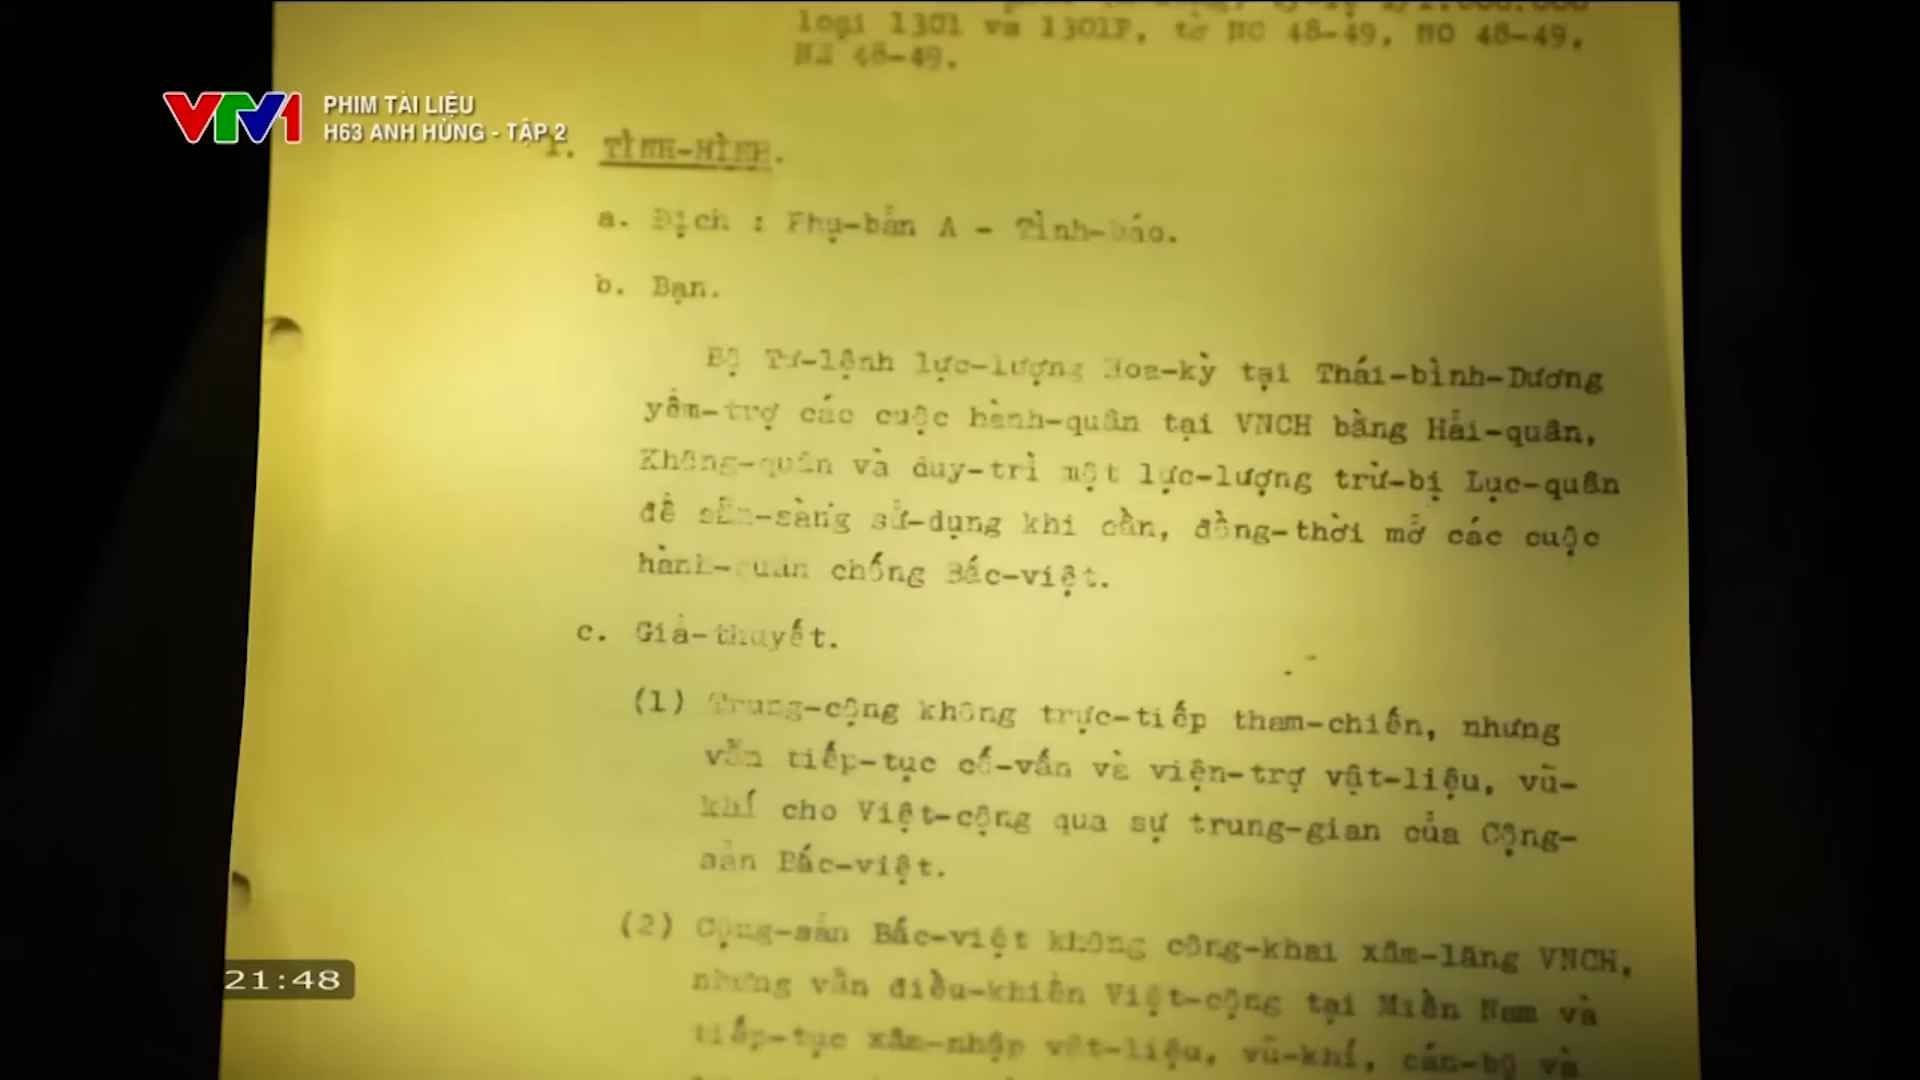 loại 1301 và 1301P, tờ NC 48-49, NO 48-49,
48-49.
VTV1
PHIM TÀI LIỆU
H63 ANH HÙNG - TẬP 2
1. TÌNH-HÌNH.
a. Địch : Phụ-bản A - Tình-báo.
b. Bạn.
Bộ Tư-lệnh lực-lượng Hoa-kỳ tại Thái-bình-Dương
yểm-trợ các cuộc hành-quân tại VNCH bằng Hải-quân,
Không-quân và duy-trì một lực-lượng trừ-bị Lục-quân
để sẵn-sàng sử-dụng khi cần, đồng-thời mở các cuộc
hành-quân chống Bắc-việt.
c. Giả-thuyết.
(1) Trung-cộng không trực-tiếp tham-chiến, nhưng
vẫn tiếp-tục cố-vấn và viện-trợ vật-liệu, vũ-
khí cho Việt-cộng qua sự trung-gian của Cộng-
sản Bắc-việt.
(2) Cộng-sản Bắc-việt không công-khai xâm-lăng VNCH,
nhưng vẫn điều-khiển Việt-cộng tại Miền Nam và
tiếp-tục xâm-nhập vật-liệu, vũ-khí, cán-bộ và
21:48